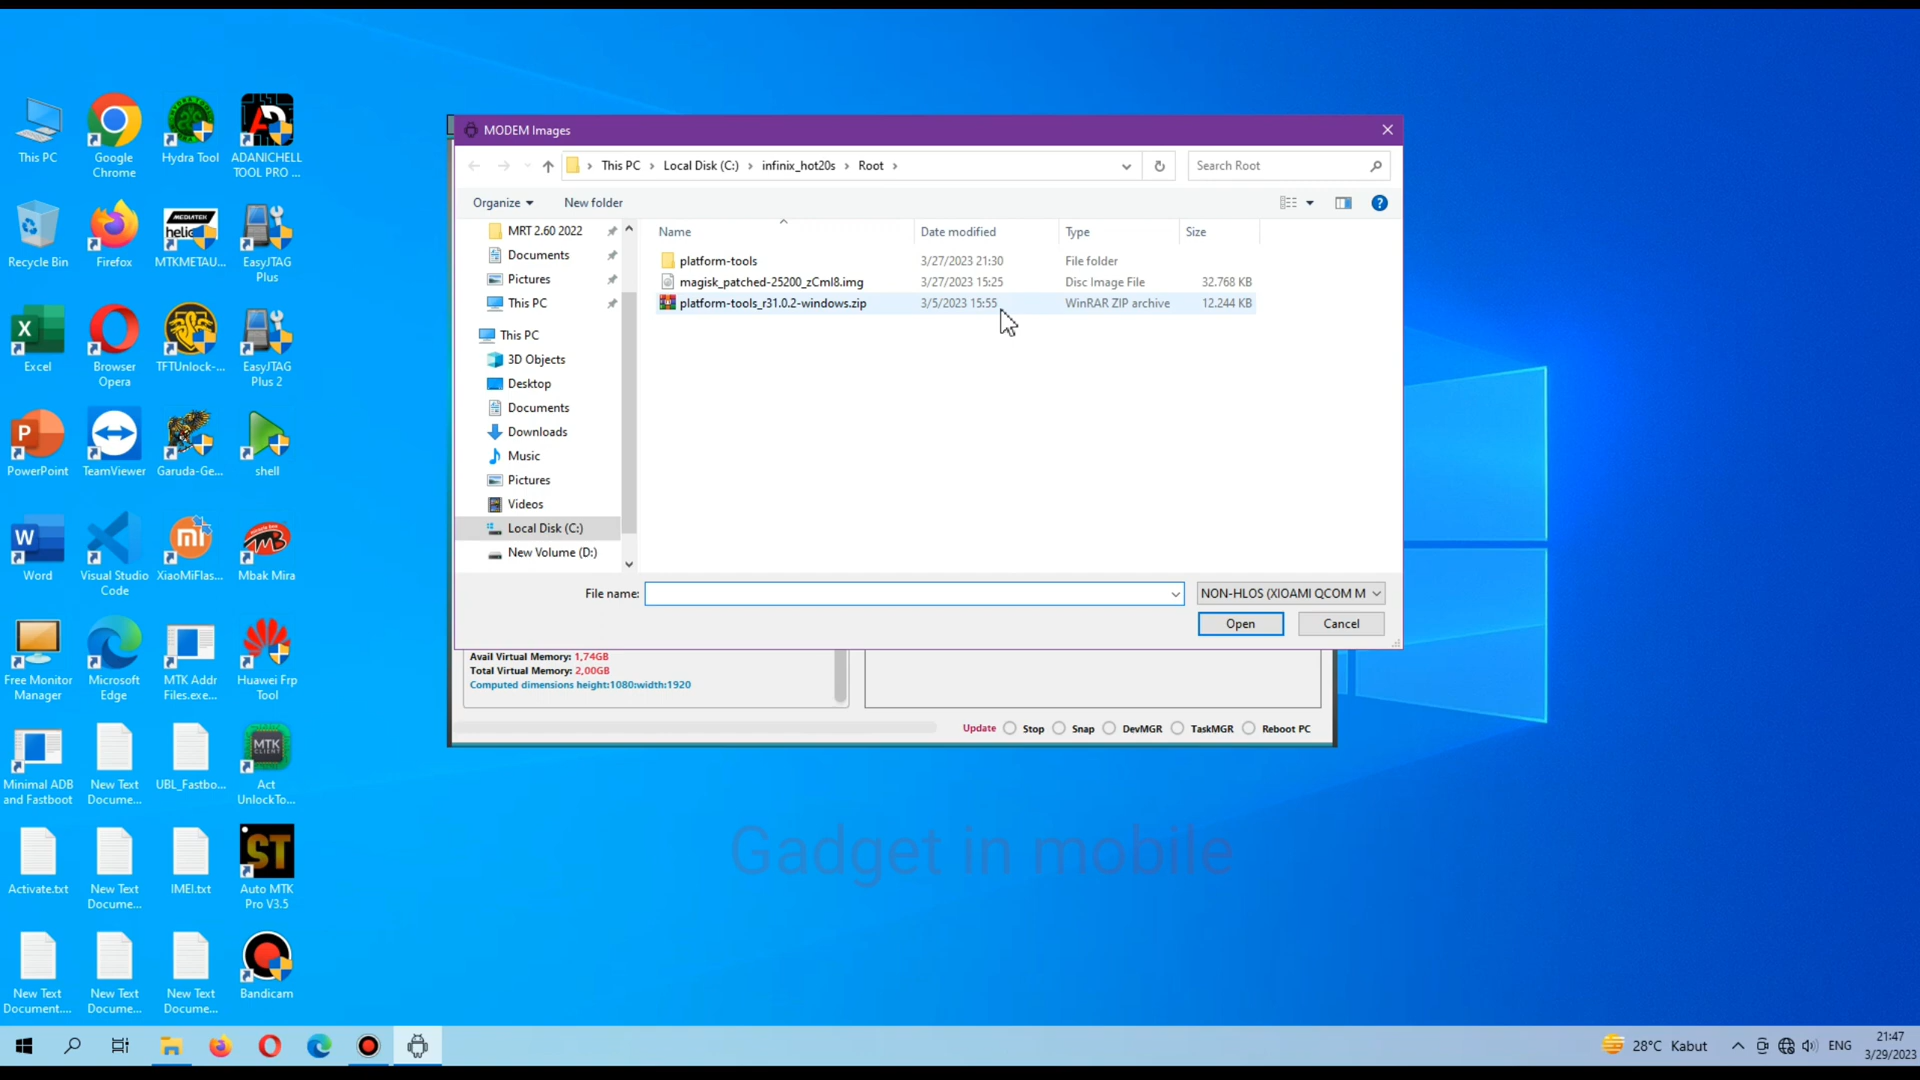 This PC
Google
Chrome
Hydra Tool
ADANICHELL
TOOL PRO ...
Recycle Bin
Firefox
MEDIATEK
helio
MTKMETAU...
EasyJTAG
Plus
Excel
Browser
Opera
TFTUnlock-...
EasyJTAG
Plus 2
PowerPoint
TeamViewer
Garuda-Ge...
shell
Word
Visual Studio
Code
XiaoMiFlas...
Mbak Mira
Free Monitor
Manager
Microsoft
Edge
MTK Addr
Files.exe...
Huawei Frp
Tool
Minimal ADB
and Fastboot
New Text
Docume...
UBL_Fastbo...
MTK
CLIENT
Act
UnlockTo...
Activate.txt
New Text
Docume...
IMEI.txt
ST
Auto MTK
Pro V3.5
New Text
Document....
New Text
Docume...
New Text
Docume...
Bandicam
MODEM Images
This PC > Local Disk (C:) > infinix_hot20s > Root >
Search Root
Organize
New folder
MRT 2.60 2022
Documents
Pictures
This PC
This PC
3D Objects
Desktop
Documents
Downloads
Music
Pictures
Videos
Local Disk (C:)
New Volume (D:)
Name Date modified Type Size
platform-tools 3/27/2023 21:30 File folder
magisk_patched-25200_zCml8.img 3/27/2023 15:25 Disc Image File 32.768 KB
platform-tools_r31.0.2-windows.zip 3/5/2023 15:55 WinRAR ZIP archive 12.244 KB
File name:
NON-HLOS (XIOAMI QCOM M
Open
Cancel
Avail Virtual Memory: 1,74GB
Total Virtual Memory: 2,00GB
Computed dimensions height:1080:width:1920
Update Stop Snap DevMGR TaskMGR Reboot PC
Gadget in mobile
28°C Kabut
ENG
21:47
3/29/2023